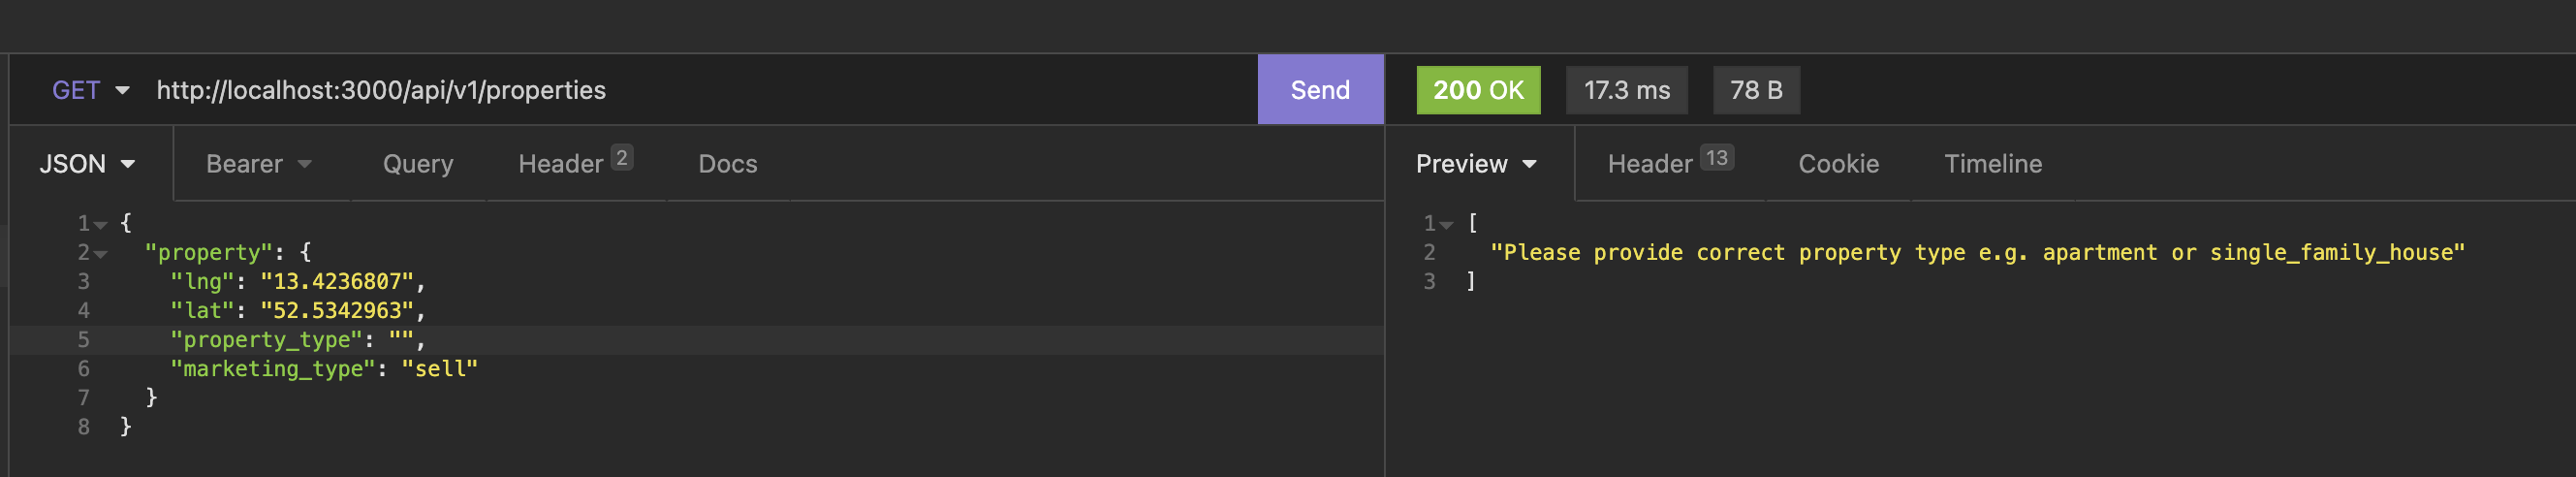 GET http://localhost:3000/api/v1/properties Send 200 OK 17.3 ms 78 B
JSON Bearer Query Header 2 Docs
Preview Header 13 Cookie Timeline
1 {
2 "property": {
3 "lng": "13.4236807",
4 "lat": "52.5342963",
5 "property_type": "",
6 "marketing_type": "sell"
7 }
8 }
1 [
2 "Please provide correct property type e.g. apartment or single_family_house"
3 ]